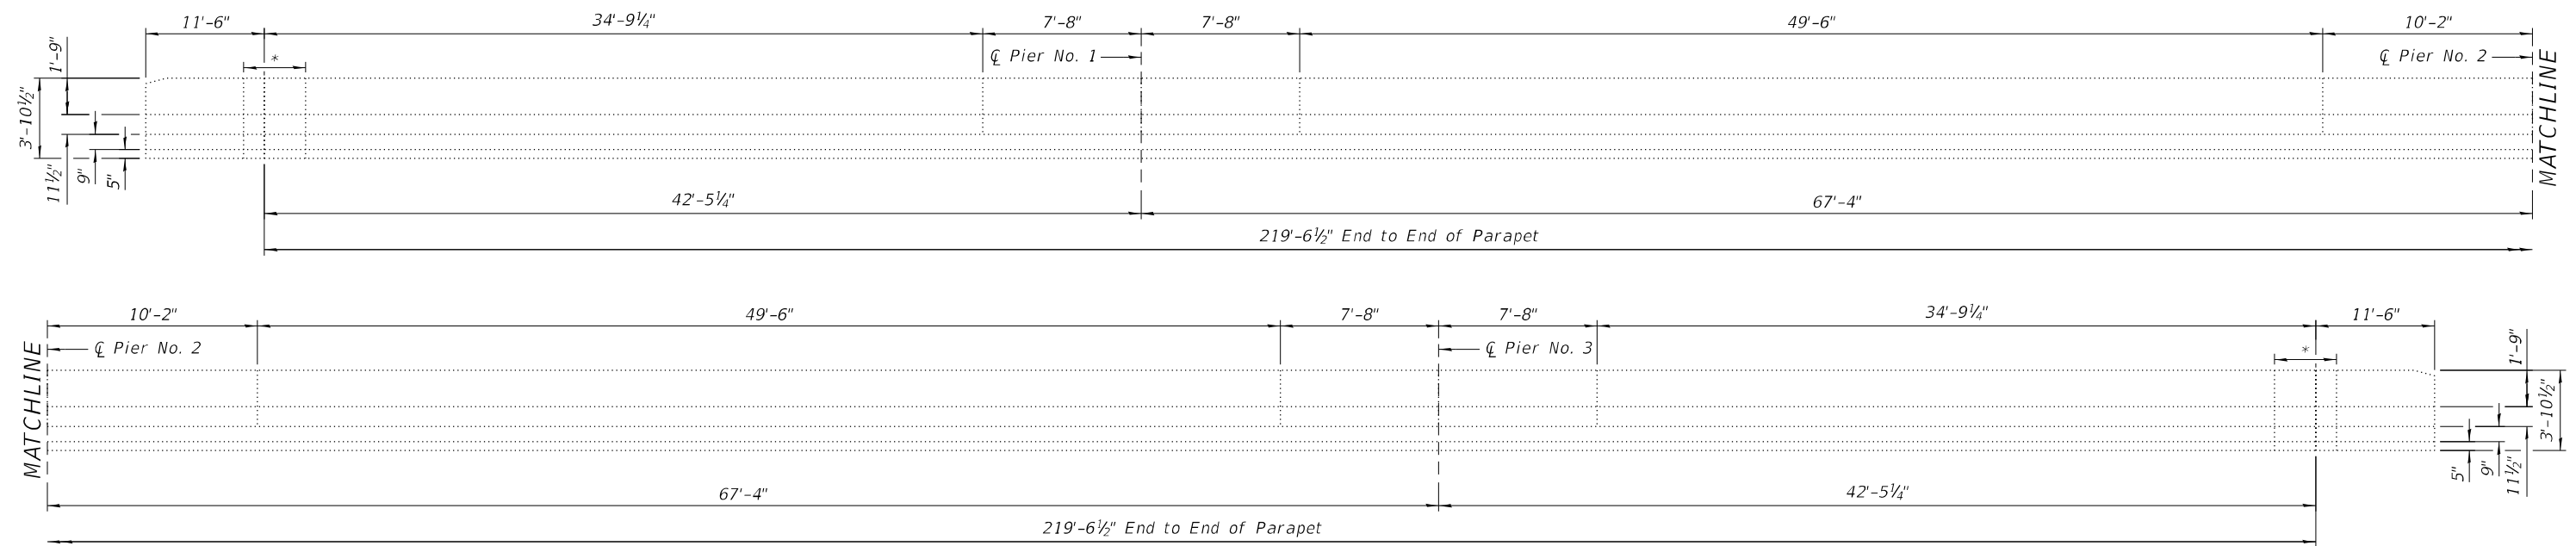 11'-6" 34'-9¼" 7'-8" 7'-8" 49'-6" 10'-2"
℄ Pier No. 1 ℄ Pier No. 2
*
1'-9"
3'-10½"
11½"
9"
5"
MATCHLINE
42'-5¼" 67'-4"
219'-6½" End to End of Parapet
10'-2" 49'-6" 7'-8" 7'-8" 34'-9¼" 11'-6"
℄ Pier No. 2 ℄ Pier No. 3
*
MATCHLINE
1'-9"
3'-10½"
5"
9"
11½"
67'-4" 42'-5¼"
219'-6½" End to End of Parapet